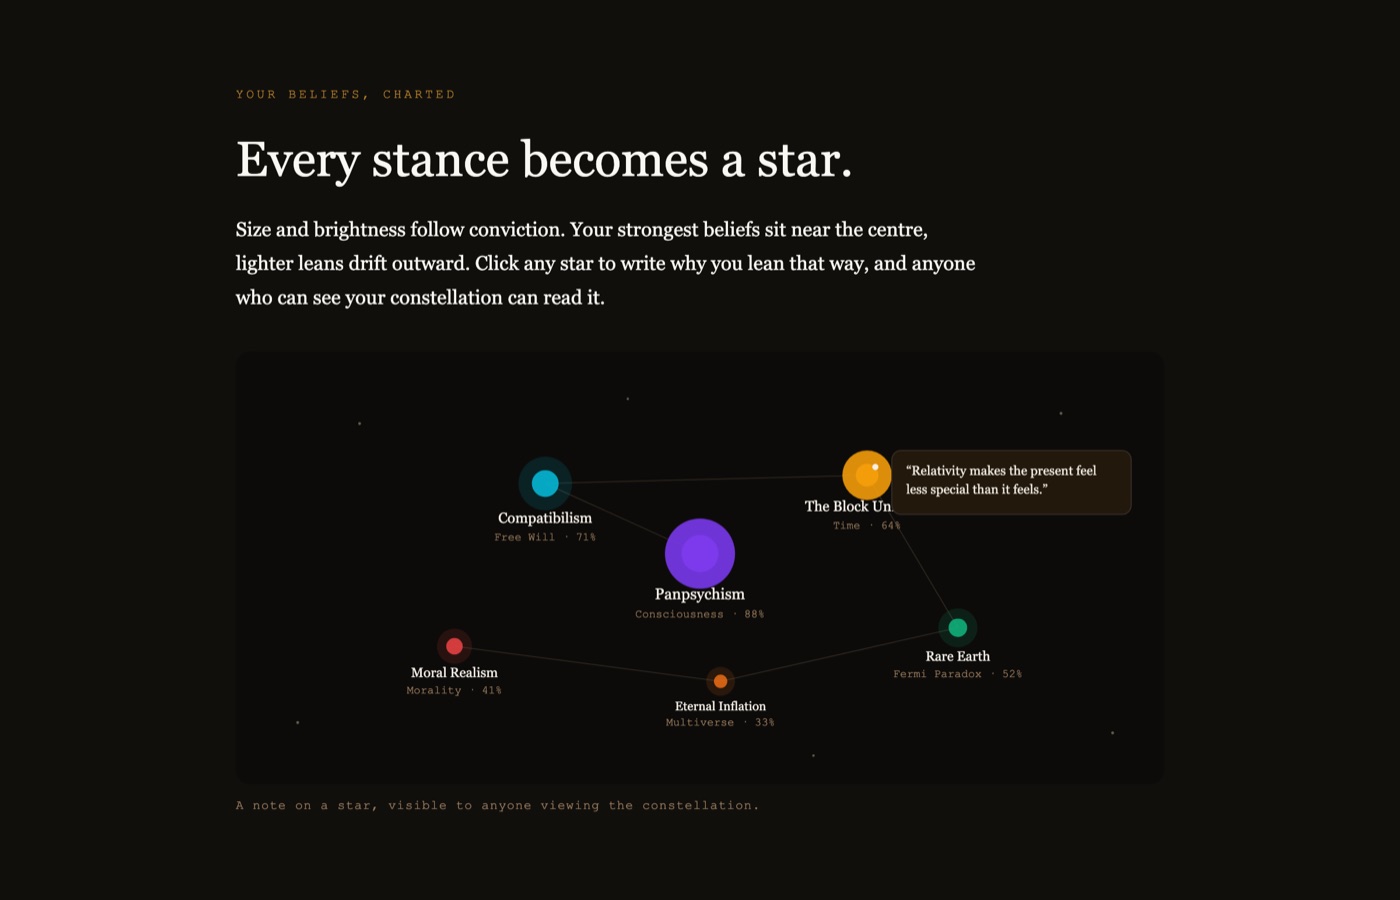 YOUR BELIEFS, CHARTED
Every stance becomes a star.
Size and brightness follow conviction. Your strongest beliefs sit near the centre,
lighter leans drift outward. Click any star to write why you lean that way, and anyone
who can see your constellation can read it.
“Relativity makes the present feel
less special than it feels.”
The Block Un
Time · 64%
Compatibilism
Free Will · 71%
Panpsychism
Consciousness · 88%
Rare Earth
Fermi Paradox · 52%
Moral Realism
Morality · 41%
Eternal Inflation
Multiverse · 33%
A note on a star, visible to anyone viewing the constellation.